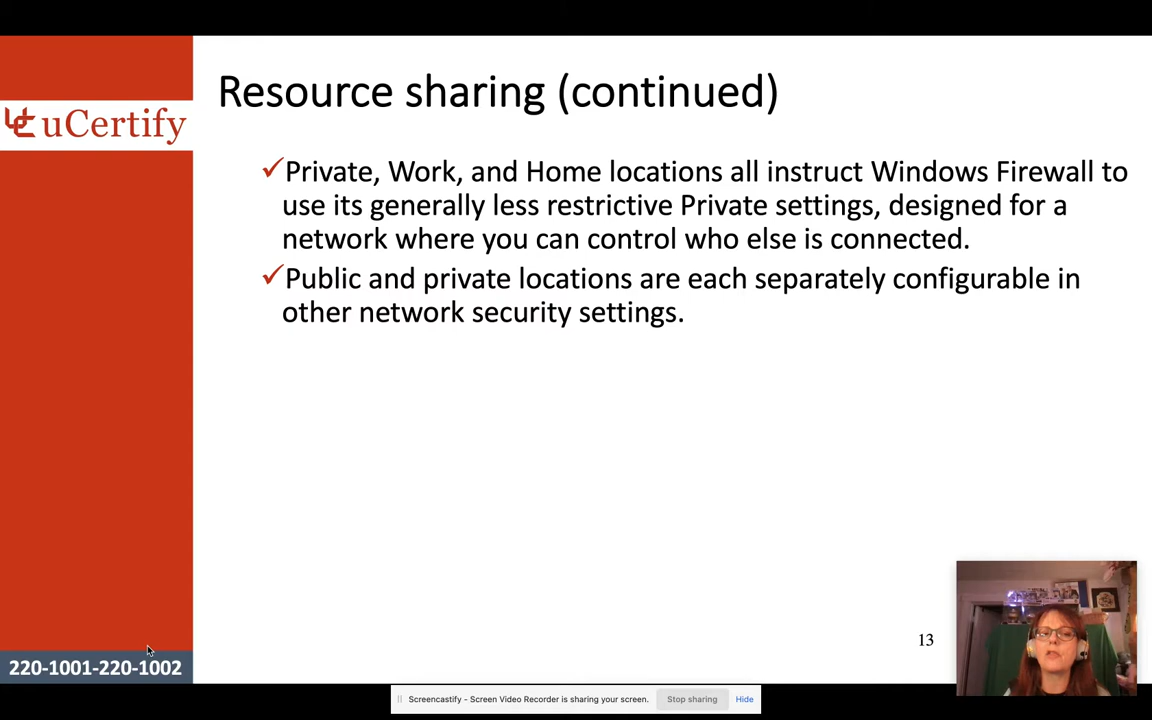 Resource sharing (continued)
uCertify
Private, Work, and Home locations all instruct Windows Firewall to
use its generally less restrictive Private settings, designed for a
network where you can control who else is connected.
Public and private locations are each separately configurable in
other network security settings.
13
220-1001-220-1002
Screencastify - Screen Video Recorder is sharing your screen.
Stop sharing
Hide